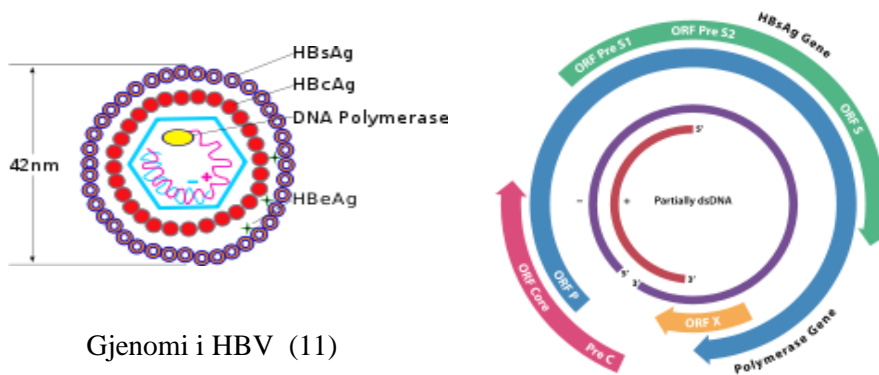 HBsAg
HBcAg
DNA Polymerase
42nm
−
+
HBeAg
Gjenomi i HBV (11)
HBsAg Gene
ORF Pre S1
ORF Pre S2
ORF S
5'
−
+
Partially dsDNA
5'
3'
3'
ORF P
ORF Core
Pre C
ORF X
Polymerase Gene